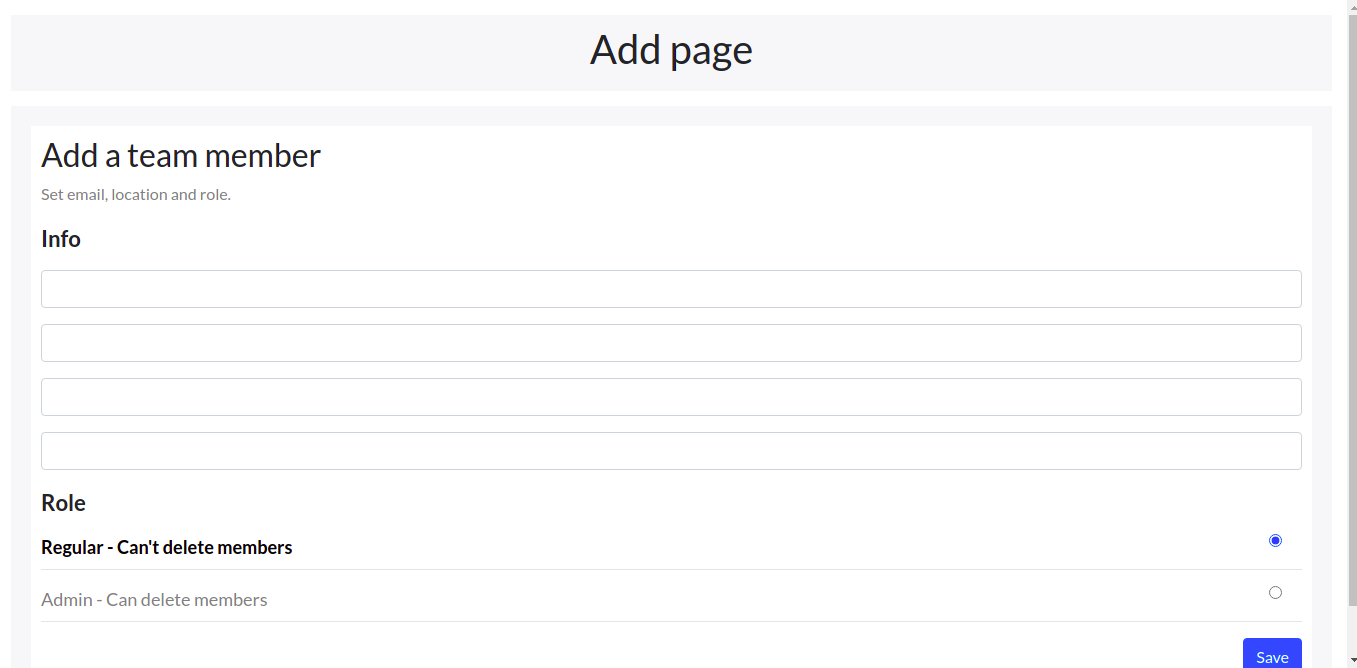 Add page
Add a team member
Set email, location and role.
Info
Role
Regular - Can't delete members
Admin - Can delete members
Save